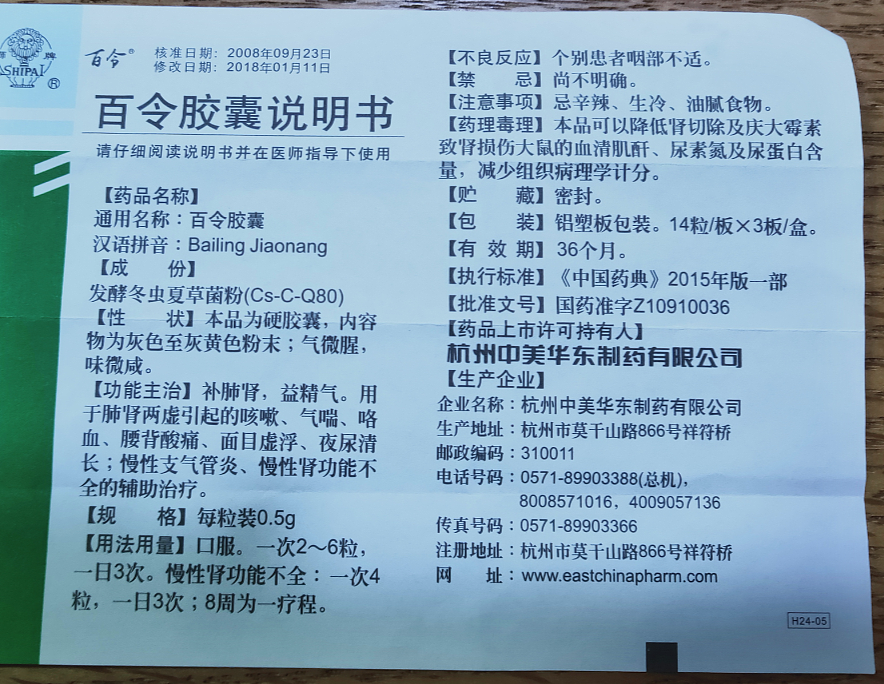 牌
SHIPAI
®
百令®
核准日期：2008年09月23日
修改日期：2018年01月11日
百令胶囊说明书
请仔细阅读说明书并在医师指导下使用
【药品名称】
通用名称：百令胶囊
汉语拼音：Bailing Jiaonang
【成　　份】
发酵冬虫夏草菌粉(Cs-C-Q80)
【性　　状】本品为硬胶囊，内容
物为灰色至灰黄色粉末；气微腥，
味微咸。
【功能主治】补肺肾，益精气。用
于肺肾两虚引起的咳嗽、气喘、咯
血、腰背酸痛、面目虚浮、夜尿清
长；慢性支气管炎、慢性肾功能不
全的辅助治疗。
【规　　格】每粒装0.5g
【用法用量】口服。一次2～6粒，
一日3次。慢性肾功能不全：一次4
粒，一日3次；8周为一疗程。
【不良反应】个别患者咽部不适。
【禁　　忌】尚不明确。
【注意事项】忌辛辣、生冷、油腻食物。
【药理毒理】本品可以降低肾切除及庆大霉素
致肾损伤大鼠的血清肌酐、尿素氮及尿蛋白含
量，减少组织病理学计分。
【贮　　藏】密封。
【包　　装】铝塑板包装。14粒/板×3板/盒。
【有 效 期】36个月。
【执行标准】《中国药典》2015年版一部
【批准文号】国药准字Z10910036
【药品上市许可持有人】
杭州中美华东制药有限公司
【生产企业】
企业名称：杭州中美华东制药有限公司
生产地址：杭州市莫干山路866号祥符桥
邮政编码：310011
电话号码：0571-89903388(总机)，
8008571016，4009057136
传真号码：0571-89903366
注册地址：杭州市莫干山路866号祥符桥
网　　址：www.eastchinapharm.com
H24-05